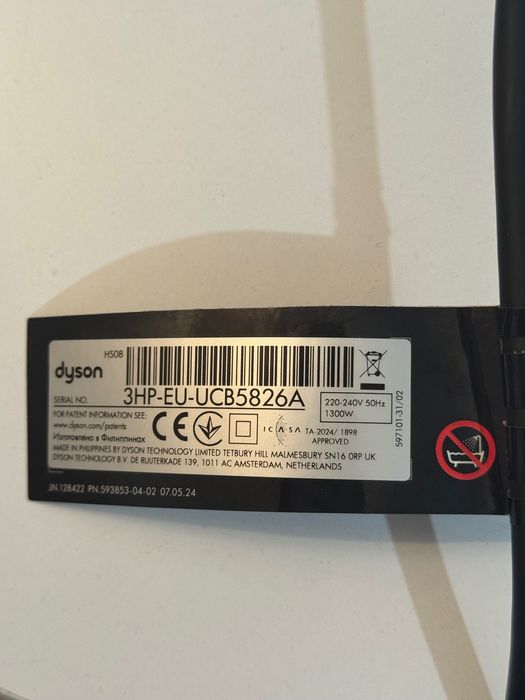 HS08
dyson
SERIAL NO. 3HP-EU-UCB5826A
FOR PATENT INFORMATION SEE:
www.dyson.com/patents
Изготовлено в Филиппинах
CE
ICASA TA-2024/ 1898
APPROVED
220-240V 50Hz
1300W
MADE IN PHILIPPINES BY DYSON TECHNOLOGY LIMITED TETBURY HILL MALMESBURY SN16 0RP UK
DYSON TECHNOLOGY B.V. DE RUIJTERKADE 139, 1011 AC AMSTERDAM, NETHERLANDS
597101-31/02
JN.128422 PN.593853-04-02 07.05.24